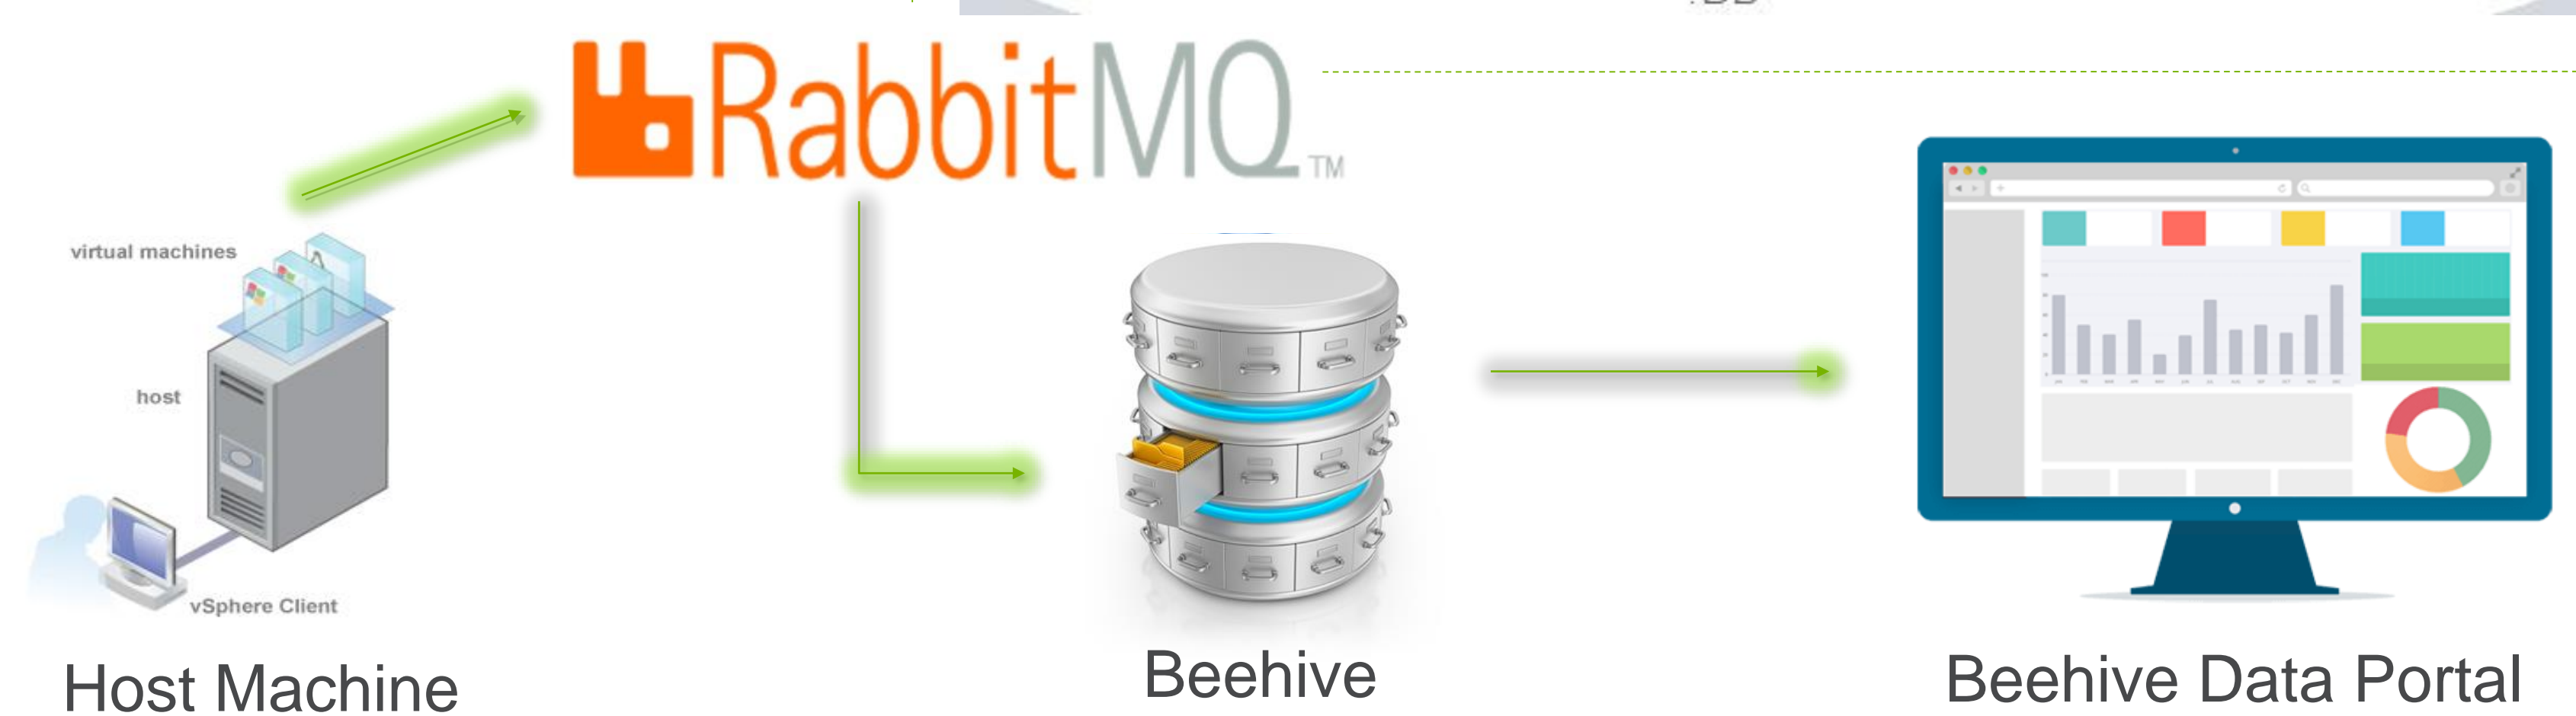 RabbitMQ™
virtual machines
host
vSphere Client
Host Machine
Beehive
Beehive Data Portal